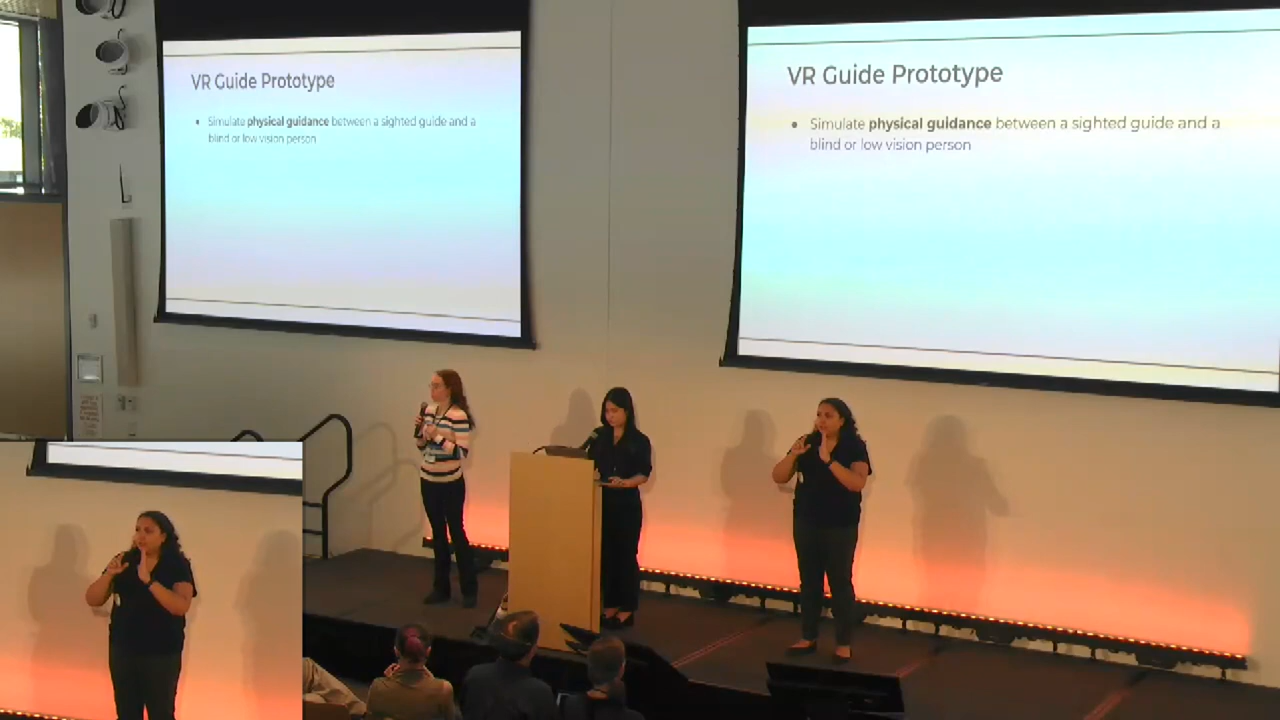 VR Guide Prototype
• Simulate physical guidance between a sighted guide and a
blind or low vision person
VR Guide Prototype
• Simulate physical guidance between a sighted guide and a
blind or low vision person